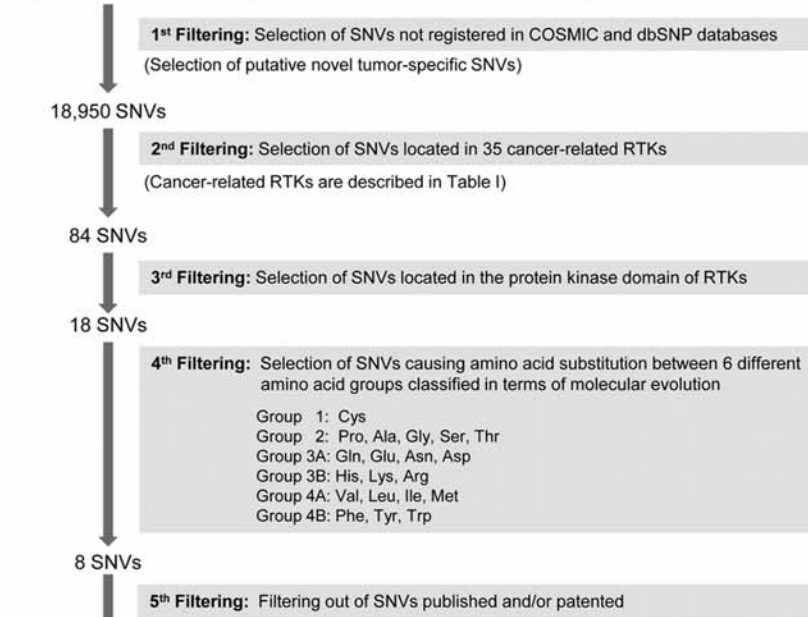 1st Filtering: Selection of SNVs not registered in COSMIC and dbSNP databases
(Selection of putative novel tumor-specific SNVs)
18,950 SNVs
2nd Filtering: Selection of SNVs located in 35 cancer-related RTKs
(Cancer-related RTKs are described in Table I)
84 SNVs
3rd Filtering: Selection of SNVs located in the protein kinase domain of RTKs
18 SNVs
4th Filtering: Selection of SNVs causing amino acid substitution between 6 different
amino acid groups classified in terms of molecular evolution
Group 1: Cys
Group 2: Pro, Ala, Gly, Ser, Thr
Group 3A: Gln, Glu, Asn, Asp
Group 3B: His, Lys, Arg
Group 4A: Val, Leu, Ile, Met
Group 4B: Phe, Tyr, Trp
8 SNVs
5th Filtering: Filtering out of SNVs published and/or patented